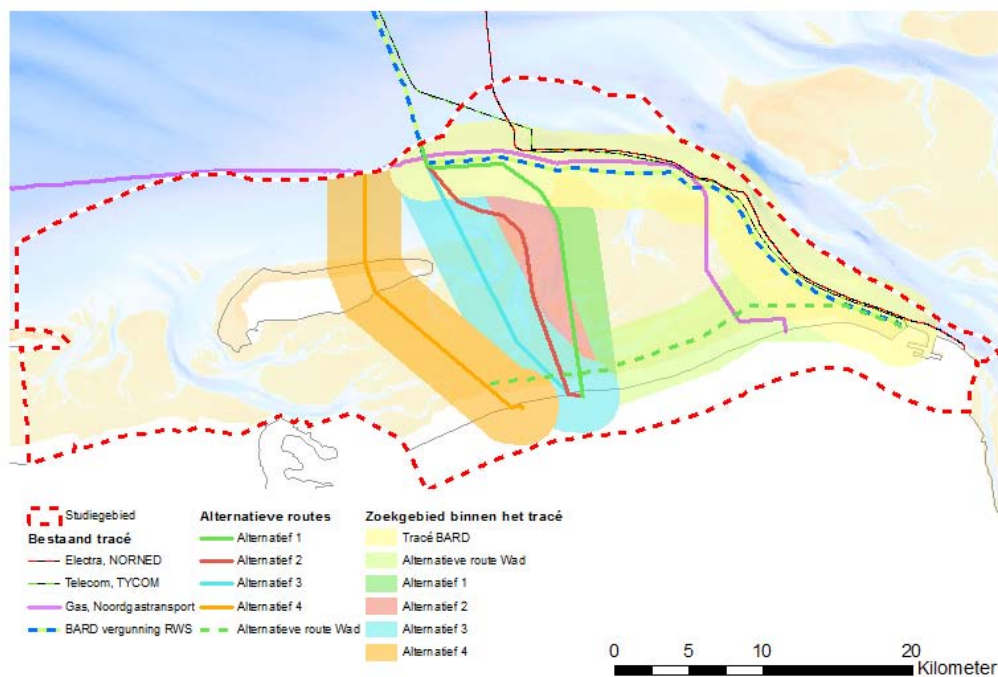 Studiegebied
Bestaand tracé
Electra, NORNED
Telecom, TYCOM
Gas, Noordgastransport
BARD vergunning RWS
Alternatieve routes
Alternatief 1
Alternatief 2
Alternatief 3
Alternatief 4
Alternatieve route Wad
Zoekgebied binnen het tracé
Tracé BARD
Alternatieve route Wad
Alternatief 1
Alternatief 2
Alternatief 3
Alternatief 4
0 5 10 20
Kilometer